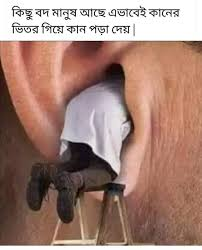 কিছু বদ মানুষ আছে এভাবেই কানের
ভিতর গিয়ে কান পড়া দেয়|